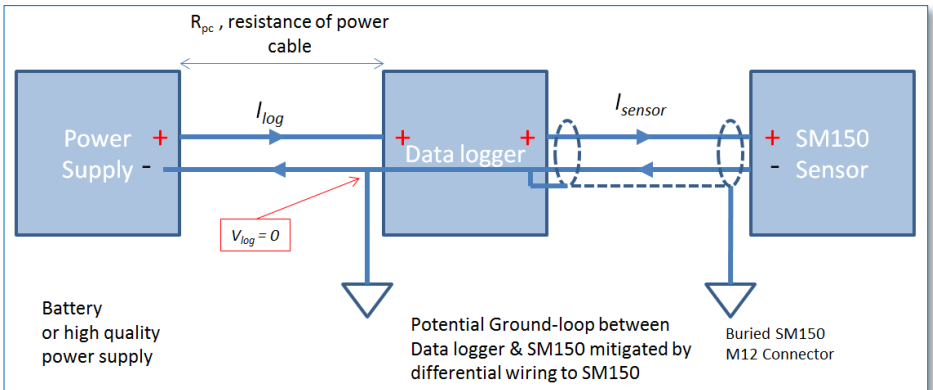 Rpc , resistance of power
cable
Ilog
Isensor
Power
Supply
+
-
+
+
Data logger
+
-
SM150
Sensor
Vlog = 0
Battery
or high quality
power supply
Potential Ground-loop between
Data logger & SM150 mitigated by
differential wiring to SM150
Buried SM150
M12 Connector